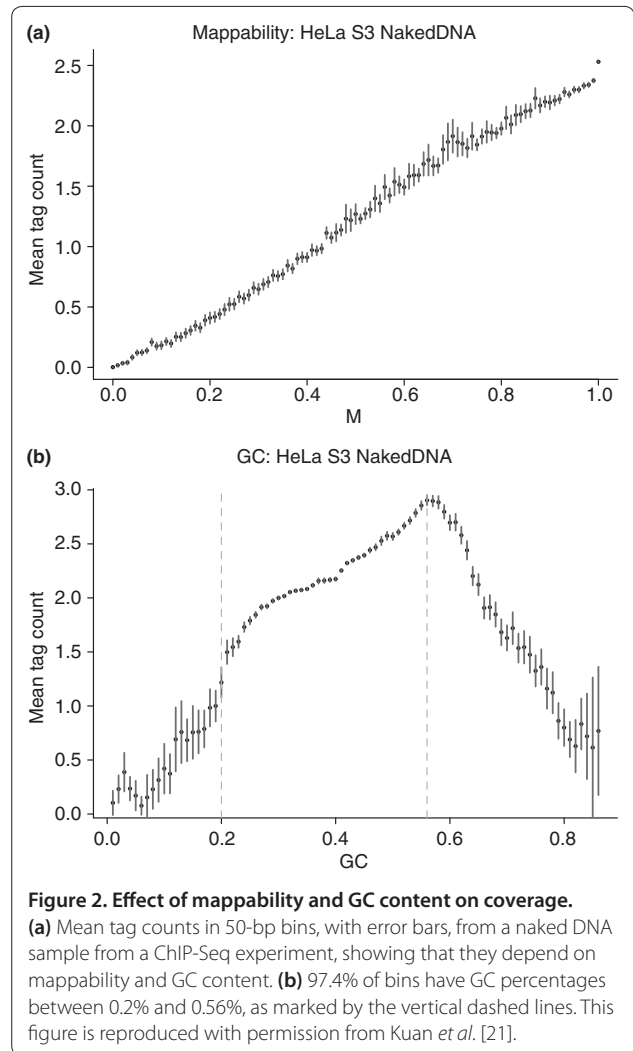 (a) Mappability: HeLa S3 NakedDNA
2.5
2.0
1.5
1.0
0.5
0.0
Mean tag count
0.0 0.2 0.4 0.6 0.8 1.0
M
(b) GC: HeLa S3 NakedDNA
3.0
2.5
2.0
1.5
1.0
0.5
0.0
Mean tag count
0.0 0.2 0.4 0.6 0.8
GC
Figure 2. Effect of mappability and GC content on coverage.
(a) Mean tag counts in 50-bp bins, with error bars, from a naked DNA
sample from a ChIP-Seq experiment, showing that they depend on
mappability and GC content. (b) 97.4% of bins have GC percentages
between 0.2% and 0.56%, as marked by the vertical dashed lines. This
figure is reproduced with permission from Kuan et al. [21].